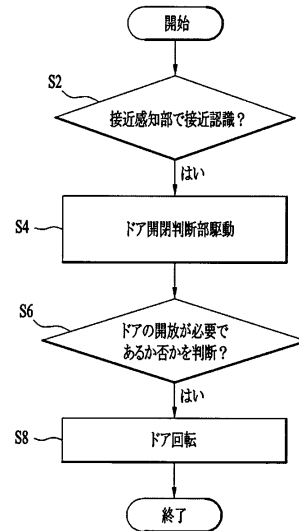 開始
S2
接近感知部で接近認識？
はい
S4
ドア開閉判断部駆動
S6
ドアの開放が必要で
あるか否かを判断？
はい
S8
ドア回転
終了